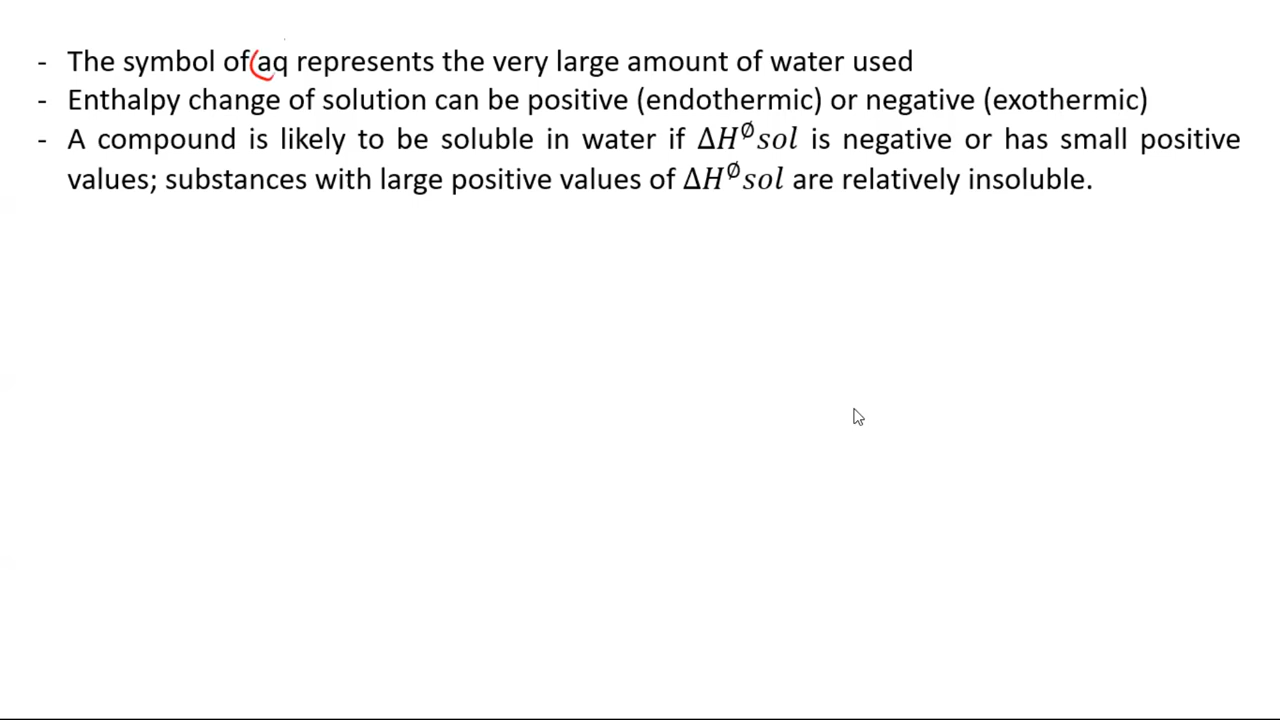 - The symbol of aq represents the very large amount of water used
- Enthalpy change of solution can be positive (endothermic) or negative (exothermic)
- A compound is likely to be soluble in water if ΔH^∅sol is negative or has small positive
values; substances with large positive values of ΔH^∅sol are relatively insoluble.